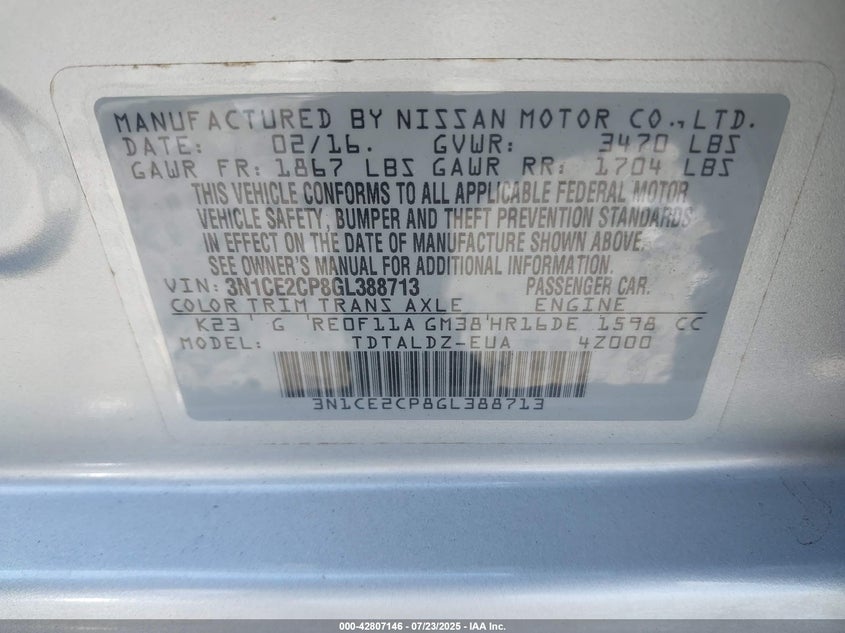 MANUFACTURED BY NISSAN MOTOR CO., LTD.
DATE: 02/16. GVWR: 3470 LBS
GAWR FR: 1867 LBS GAWR RR: 1704 LBS
THIS VEHICLE CONFORMS TO ALL APPLICABLE FEDERAL MOTOR
VEHICLE SAFETY, BUMPER AND THEFT PREVENTION STANDARDS
IN EFFECT ON THE DATE OF MANUFACTURE SHOWN ABOVE.
SEE OWNER'S MANUAL FOR ADDITIONAL INFORMATION.
VIN: 3N1CE2CP8GL388713 PASSENGER CAR.
COLOR TRIM TRANS AXLE ENGINE
K23 G RE0F11A GM38 HR16DE 1598 CC
MODEL: TDTALDZ-EUA 4Z000
3N1CE2CP8GL388713
000-42807146 | 07/23/2025 | IAA Inc.